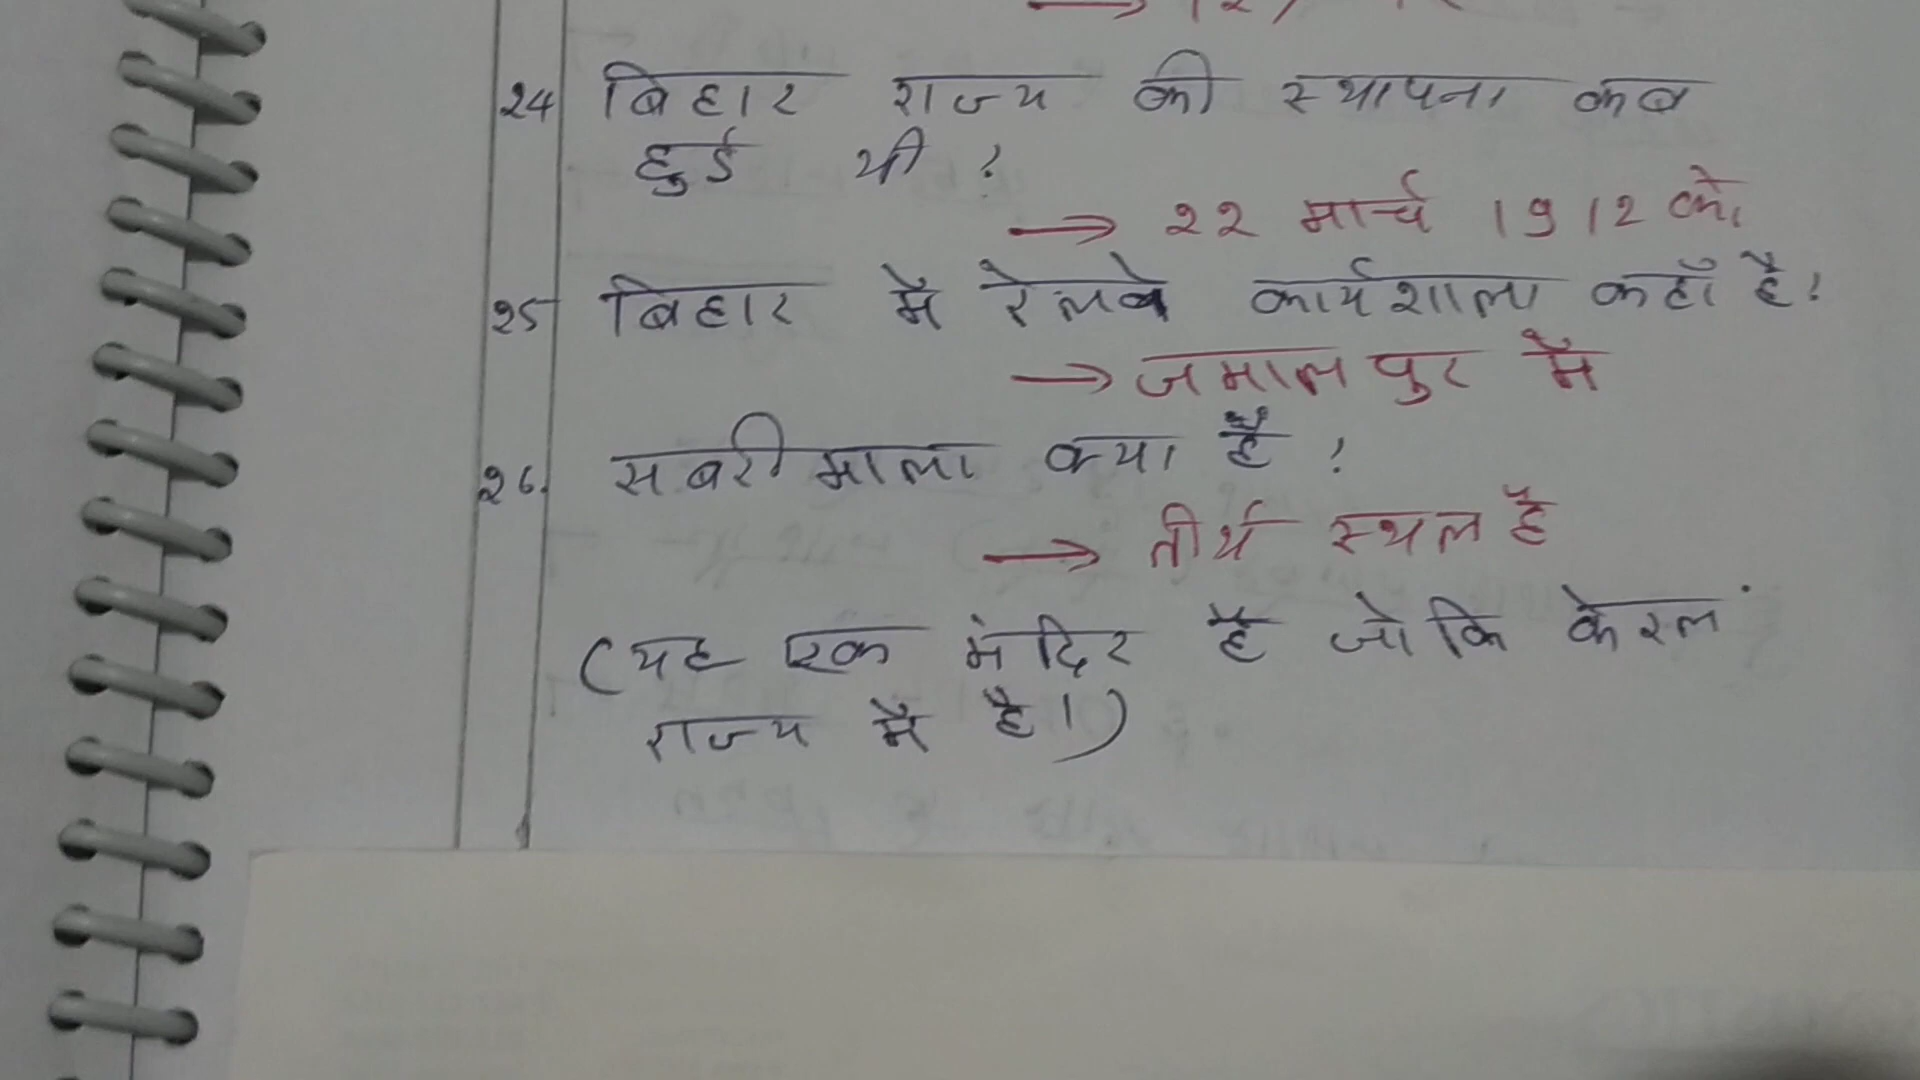 24 बिहार राज्य की स्थापना कब
हुई थी ?
→ 22 मार्च 1912 को
25 बिहार में रेलवे कार्यशाला कहाँ है ?
→ जमालपुर में
26. सबरीमाला क्या है ?
→ तीर्थ स्थल है
(यह एक मंदिर है जो कि केरल
राज्य में है।)